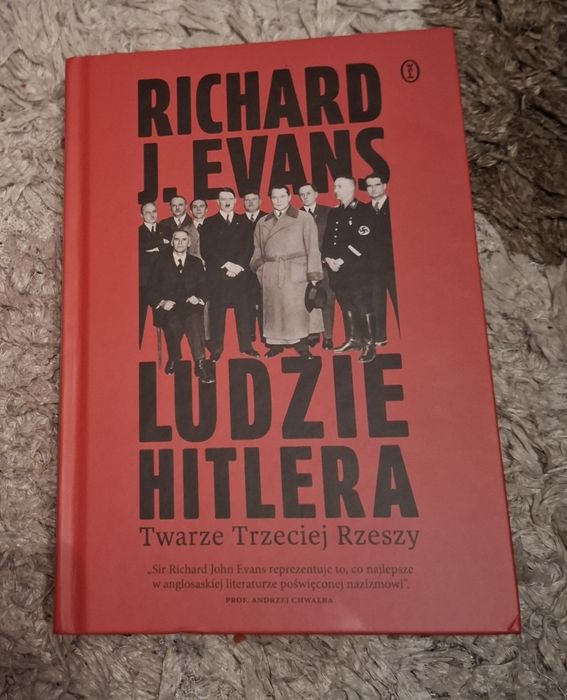 RICHARD
J. EVANS
LUDZIE
HITLERA
Twarze Trzeciej Rzeszy
„Sir Richard John Evans reprezentuje to, co najlepsze
w anglosaskiej literaturze poświęconej nazizmowi”.
PROF. ANDRZEJ CHWALBA